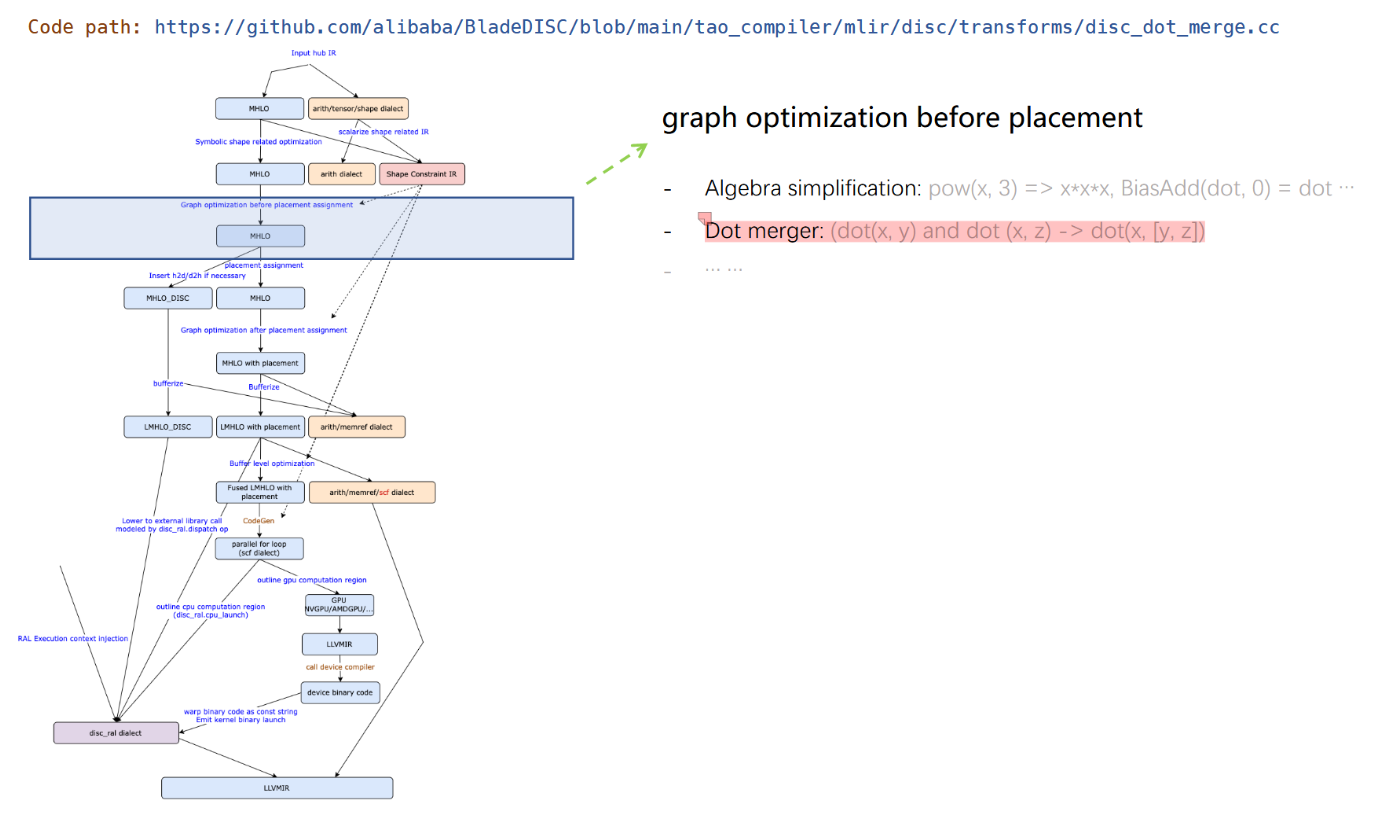 Code path: https://github.com/alibaba/BladeDISC/blob/main/tao_compiler/mlir/disc/transforms/disc_dot_merge.cc
Input hub IR
MHLO
arith/tensor/shape dialect
scalarize shape related IR
Symbolic shape related optimization
MHLO
arith dialect
Shape Constraint IR
Graph optimization before placement assignment
MHLO
placement assignment
Insert h2d/d2h if necessary
MHLO_DISC
MHLO
Graph optimization after placement assignment
MHLO with placement
bufferize
Bufferize
LMHLO_DISC
LMHLO with placement
arith/memref dialect
Buffer level optimization
Fused LMHLO with
placement
arith/memref/scf dialect
Lower to external library call
modeled by disc_ral.dispatch op
CodeGen
parallel for loop
(scf dialect)
outline gpu computation region
GPU
NVGPU/AMDGPU/...
outline cpu computation region
(disc_ral.cpu_launch)
RAL Execution context injection
LLVMIR
call device compiler
device binary code
warp binary code as const string
Emit kernel binary launch
disc_ral dialect
LLVMIR
graph optimization before placement
- Algebra simplification: pow(x, 3) => x*x*x, BiasAdd(dot, 0) = dot ...
- Dot merger: (dot(x, y) and dot (x, z) -> dot(x, [y, z])
- ... ...